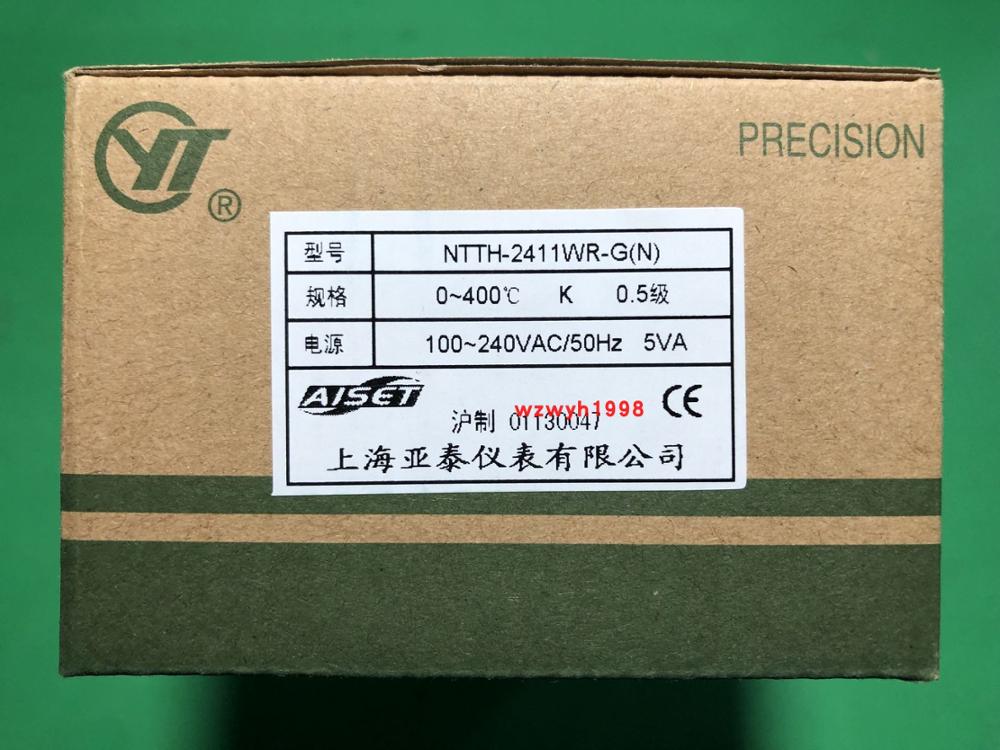 YT
®
PRECISION
型号 NTTH-2411WR-G(N)
规格 0~400℃ K 0.5级
电源 100~240VAC/50Hz 5VA
AISET
wzwyh1998
CE
沪制 01130047
上海亚泰仪表有限公司